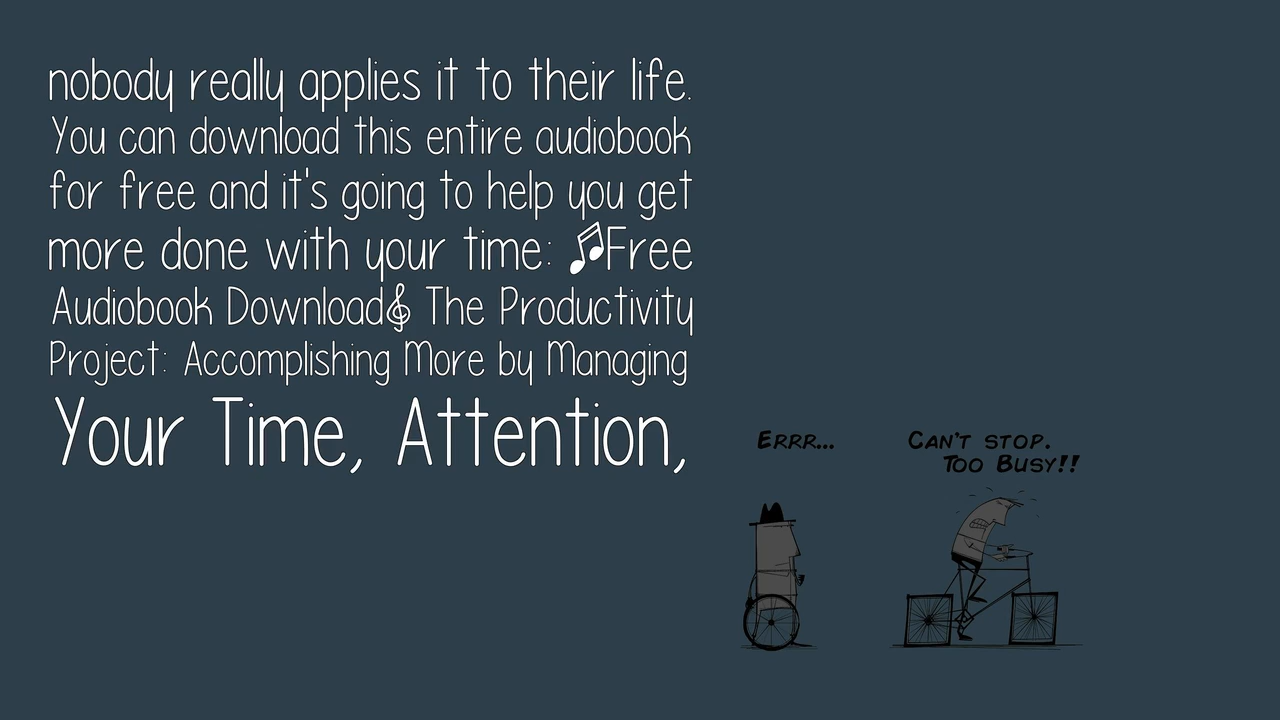 nobody really applies it to their life.
You can download this entire audiobook
for free and it's going to help you get
more done with your time: 🎵Free
Audiobook Download𝄞 The Productivity
Project: Accomplishing More by Managing
Your Time, Attention,
ERRR...
CAN'T STOP.
TOO BUSY!!